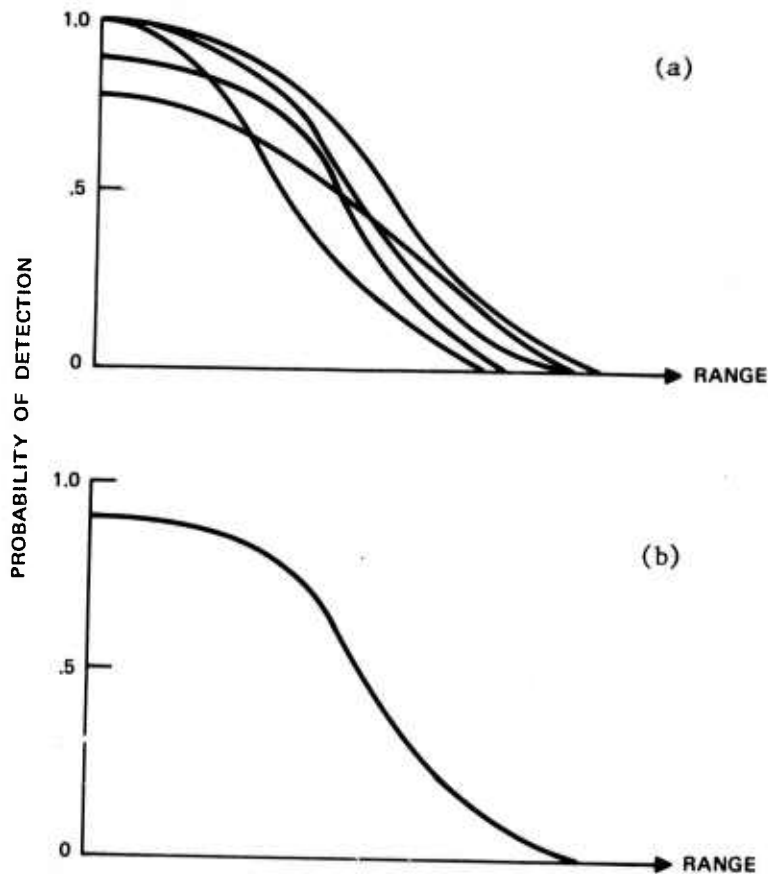 1.0
(a)
.5
0
RANGE
PROBABILITY OF DETECTION
1.0
(b)
.5
0
RANGE